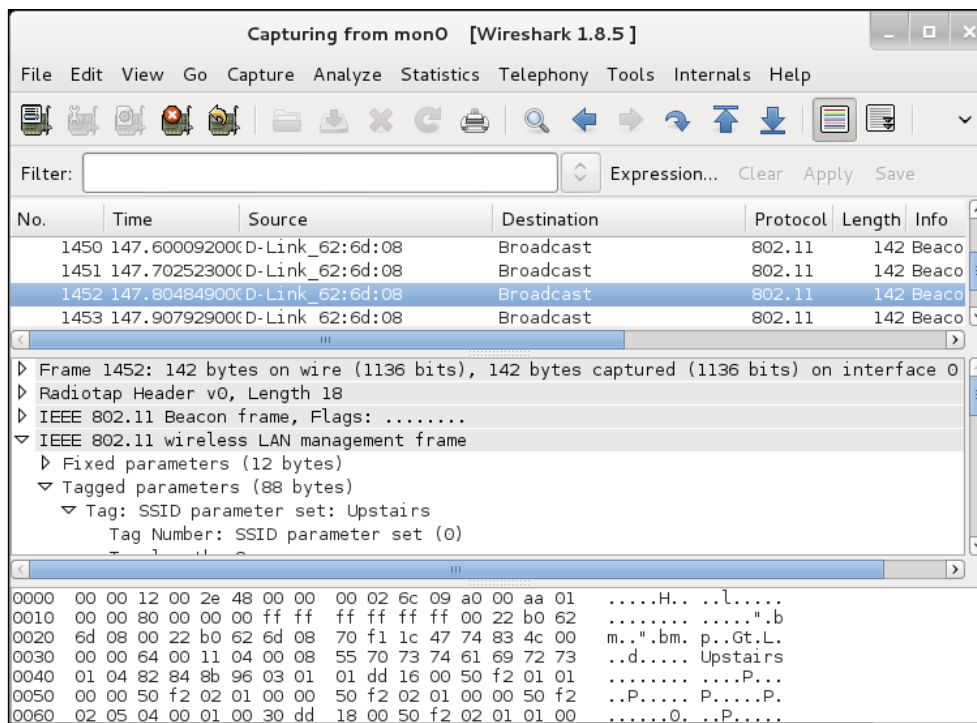 Capturing from mon0 [Wireshark 1.8.5 ]
File Edit View Go Capture Analyze Statistics Telephony Tools Internals Help
Filter: Expression... Clear Apply Save
No. Time Source Destination Protocol Length Info
1450 147.600092000 D-Link_62:6d:08 Broadcast 802.11 142 Beaco
1451 147.702523000 D-Link_62:6d:08 Broadcast 802.11 142 Beaco
1452 147.804849000 D-Link_62:6d:08 Broadcast 802.11 142 Beaco
1453 147.907929000 D-Link_62:6d:08 Broadcast 802.11 142 Beaco
Frame 1452: 142 bytes on wire (1136 bits), 142 bytes captured (1136 bits) on interface 0
Radiotap Header v0, Length 18
IEEE 802.11 Beacon frame, Flags: ........
IEEE 802.11 wireless LAN management frame
Fixed parameters (12 bytes)
Tagged parameters (88 bytes)
Tag: SSID parameter set: Upstairs
Tag Number: SSID parameter set (0)
0000 00 00 12 00 2e 48 00 00 00 02 6c 09 a0 00 aa 01 .....H.. ..l.....
0010 00 00 80 00 00 00 ff ff ff ff ff ff 00 22 b0 62 ........ .....".b
0020 6d 08 00 22 b0 62 6d 08 70 f1 1c 47 74 83 4c 00 m..".bm. p..Gt.L.
0030 00 00 64 00 11 04 00 08 55 70 73 74 61 69 72 73 ..d..... Upstairs
0040 01 04 82 84 8b 96 03 01 01 dd 16 00 50 f2 01 01 ........ ....P...
0050 00 00 50 f2 02 01 00 00 50 f2 02 01 00 00 50 f2 ..P..... P.....P.
0060 02 05 04 00 01 00 30 dd 18 00 50 f2 02 01 01 00 ......0. ..P.....